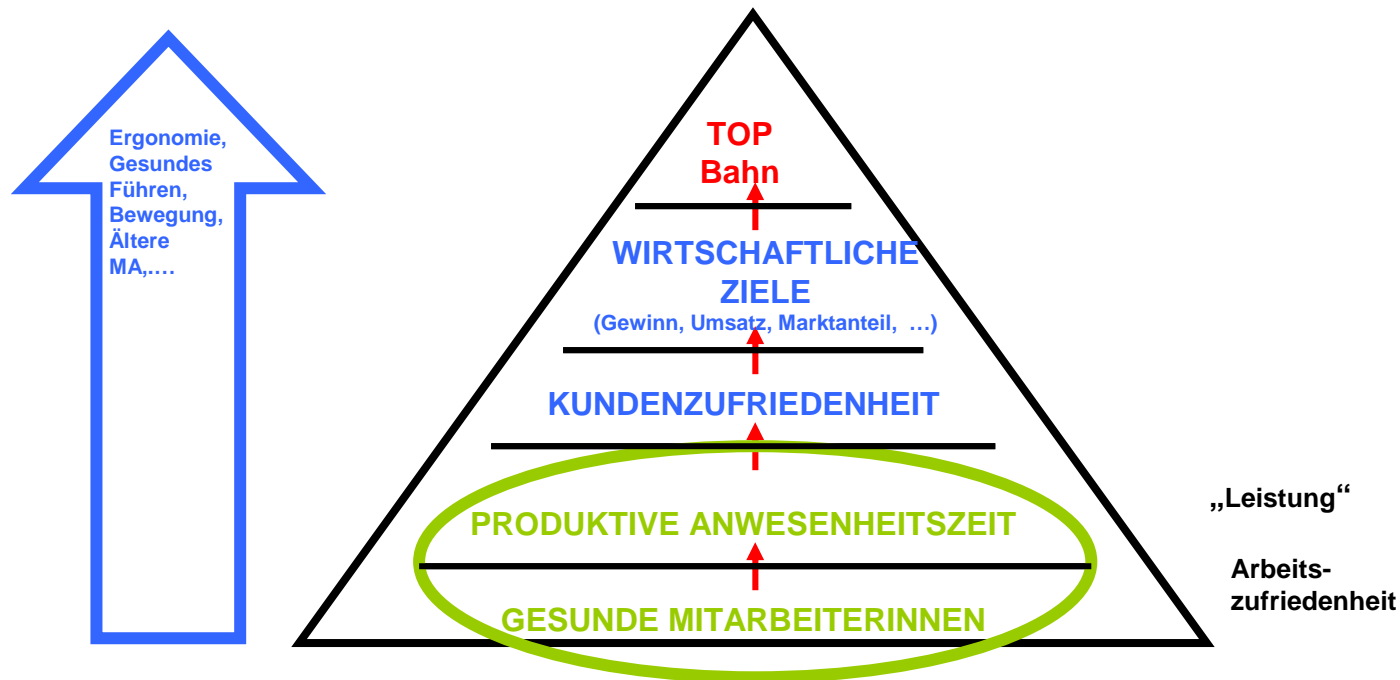 Ergonomie,
Gesundes
Führen,
Bewegung,
Ältere
MA,....
TOP
Bahn
WIRTSCHAFTLICHE
ZIELE
(Gewinn, Umsatz, Marktanteil, ...)
KUNDENZUFRIEDENHEIT
PRODUKTIVE ANWESENHEITSZEIT
GESUNDE MITARBEITERINNEN
„Leistung“
Arbeits-
zufriedenheit